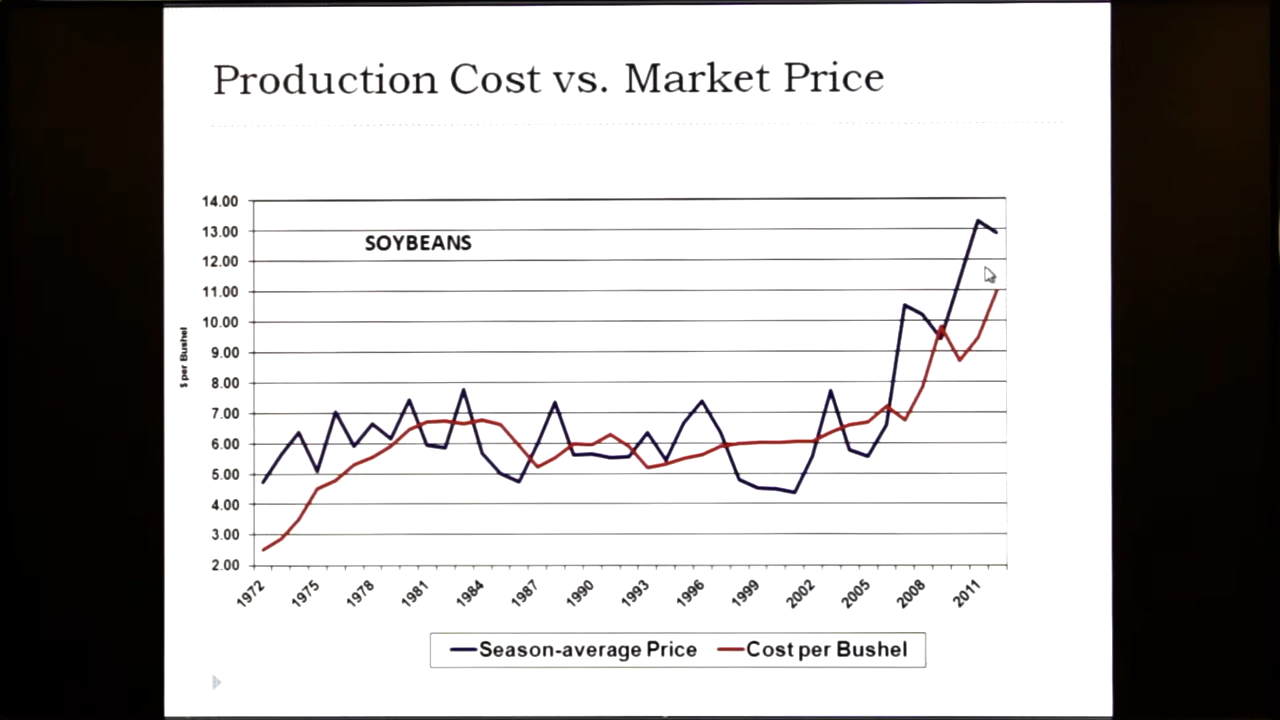 Production Cost vs. Market Price
14.00
13.00
SOYBEANS
12.00
11.00
10.00
9.00
8.00
7.00
6.00
5.00
4.00
3.00
2.00
$ per Bushel
1972 1975 1978 1981 1984 1987 1990 1993 1996 1999 2002 2005 2008 2011
Season-average Price Cost per Bushel